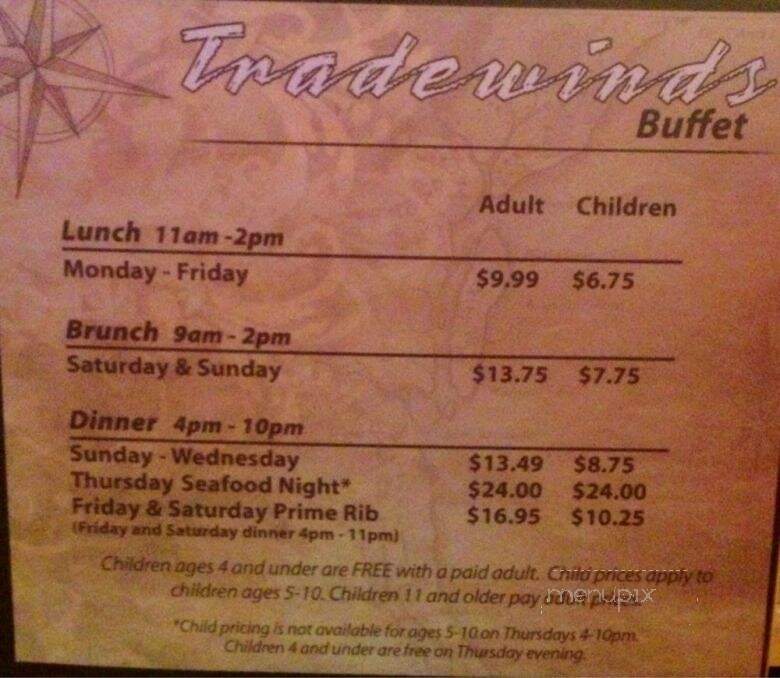 Tradewinds
Buffet
Adult Children
Lunch 11am -2pm
Monday - Friday $9.99 $6.75
Brunch 9am - 2pm
Saturday & Sunday $13.75 $7.75
Dinner 4pm - 10pm
Sunday - Wednesday $13.49 $8.75
Thursday Seafood Night* $24.00 $24.00
Friday & Saturday Prime Rib $16.95 $10.25
(Friday and Saturday dinner 4pm - 11pm)
Children ages 4 and under are FREE with a paid adult. Child prices apply to
children ages 5-10. Children 11 and older pay adult
menupix
*Child pricing is not available for ages 5-10 on Thursdays 4-10pm.
Children 4 and under are free on Thursday evening.